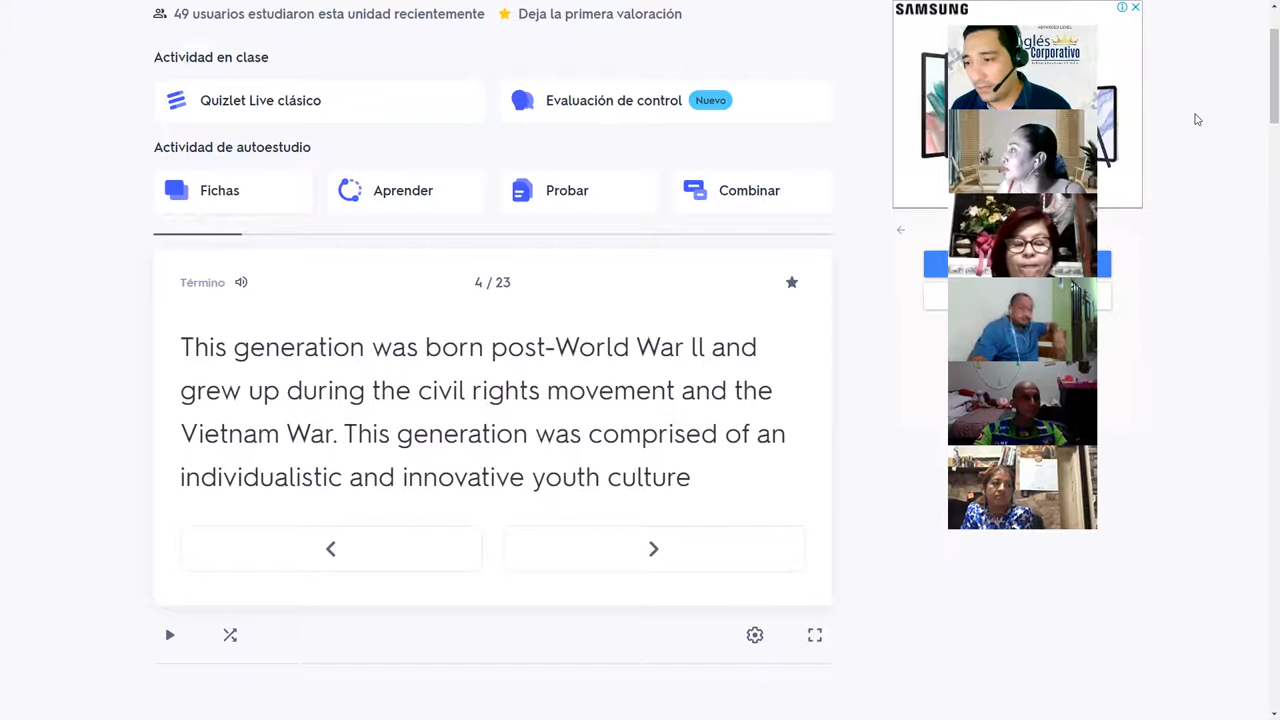 49 usuarios estudiaron esta unidad recientemente
Deja la primera valoración
Actividad en clase
Quizlet Live clásico
Evaluación de control
Nuevo
Actividad de autoestudio
Fichas
Aprender
Probar
Combinar
Término
4 / 23
This generation was born post-World War ll and
grew up during the civil rights movement and the
Vietnam War. This generation was comprised of an
individualistic and innovative youth culture
SAMSUNG
glés
Corporativo